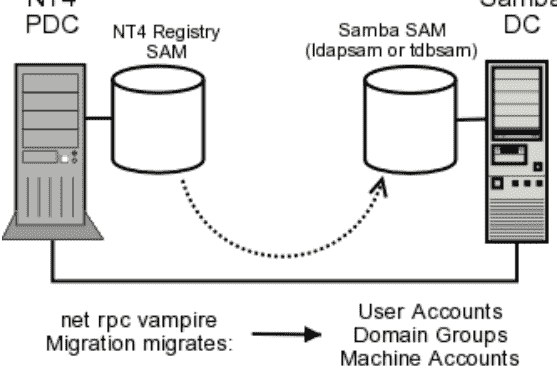 NT4
PDC
NT4 Registry
SAM
Samba SAM
(ldapsam or tdbsam)
Samba
DC
net rpc vampire
Migration migrates:
User Accounts
Domain Groups
Machine Accounts